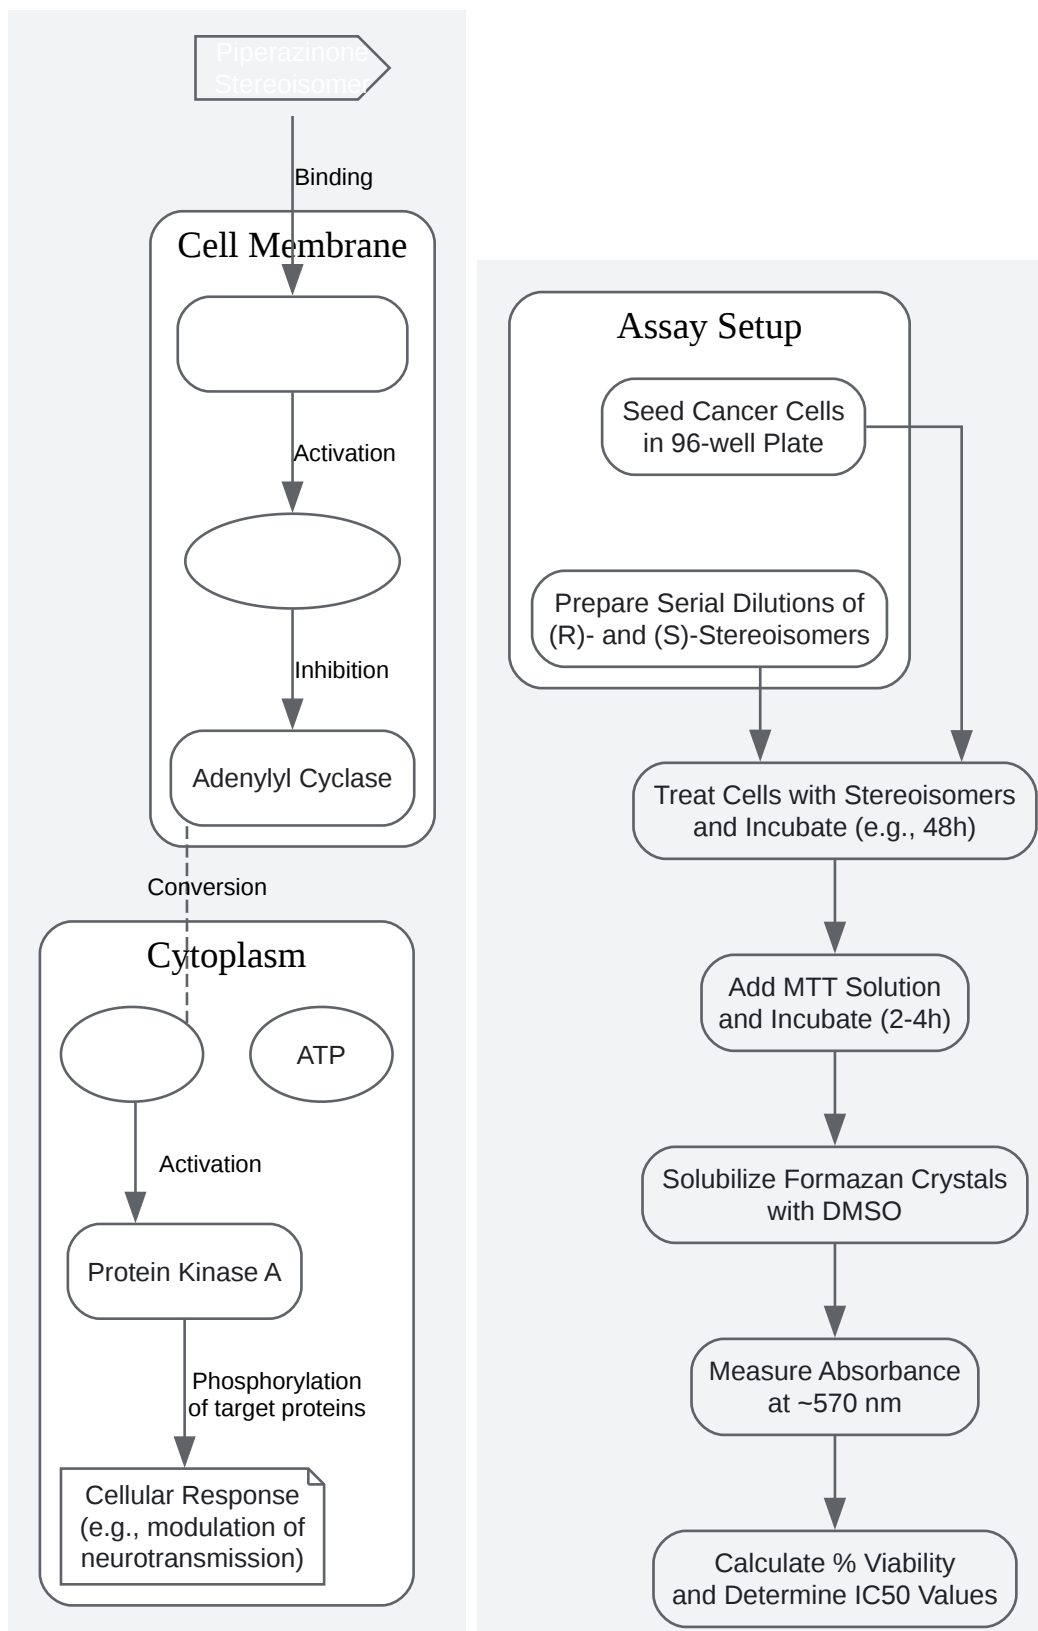 Piperazinone
Stereoisomer
Binding
Cell Membrane
Activation
Inhibition
Adenylyl Cyclase
Conversion
Cytoplasm
ATP
Activation
Protein Kinase A
Phosphorylation
of target proteins
Cellular Response
(e.g., modulation of
neurotransmission)
Assay Setup
Seed Cancer Cells
in 96-well Plate
Prepare Serial Dilutions of
(R)- and (S)-Stereoisomers
Treat Cells with Stereoisomers
and Incubate (e.g., 48h)
Add MTT Solution
and Incubate (2-4h)
Solubilize Formazan Crystals
with DMSO
Measure Absorbance
at ~570 nm
Calculate % Viability
and Determine IC50 Values